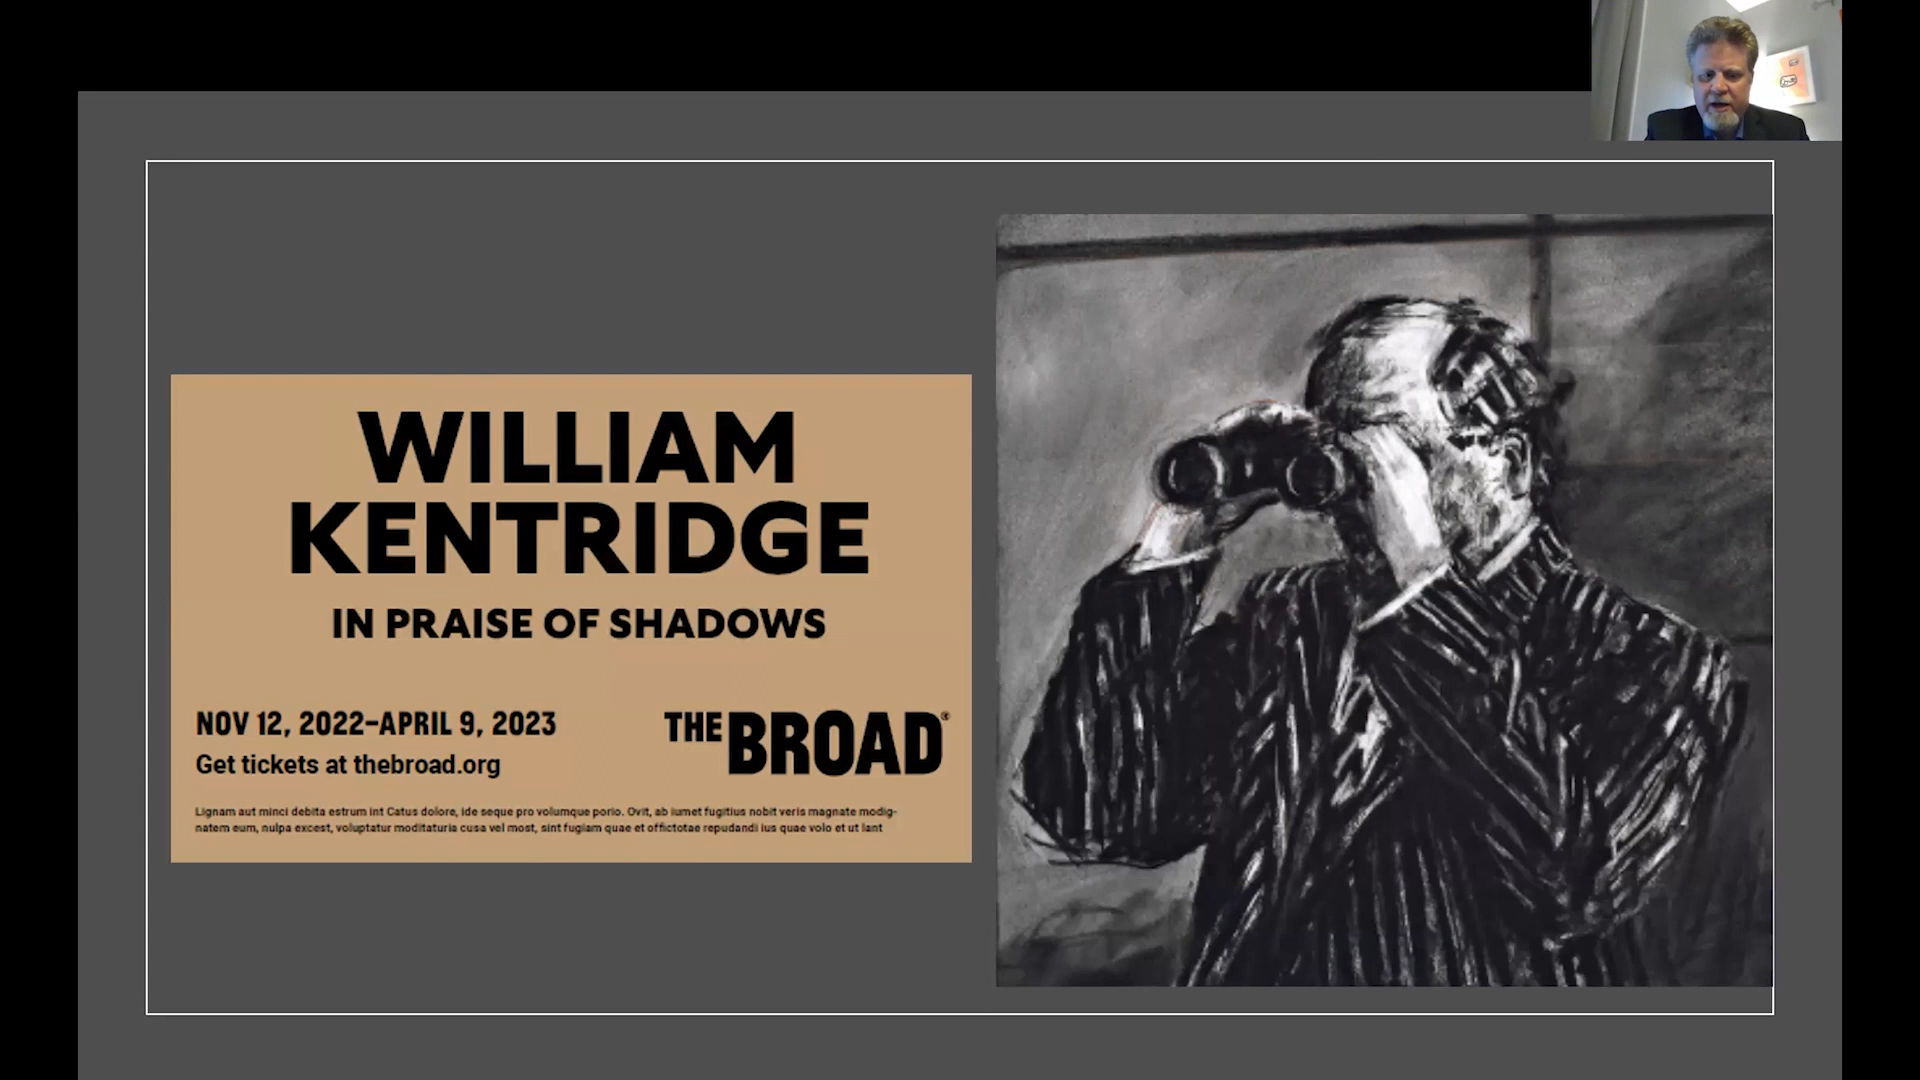 WILLIAM
KENTRIDGE
IN PRAISE OF SHADOWS
NOV 12, 2022–APRIL 9, 2023
Get tickets at thebroad.org
THE BROAD®
Lignam aut minci debita estrum int Catus dolore, ide seque pro volumque porio. Ovit, ab iumet fugitius nobit veris magnate modig-
natem eum, nulpa excest, voluptatur moditaturia cusa vel most, sint fugiam quae et offictotae repudandi ius quae volo et ut lant